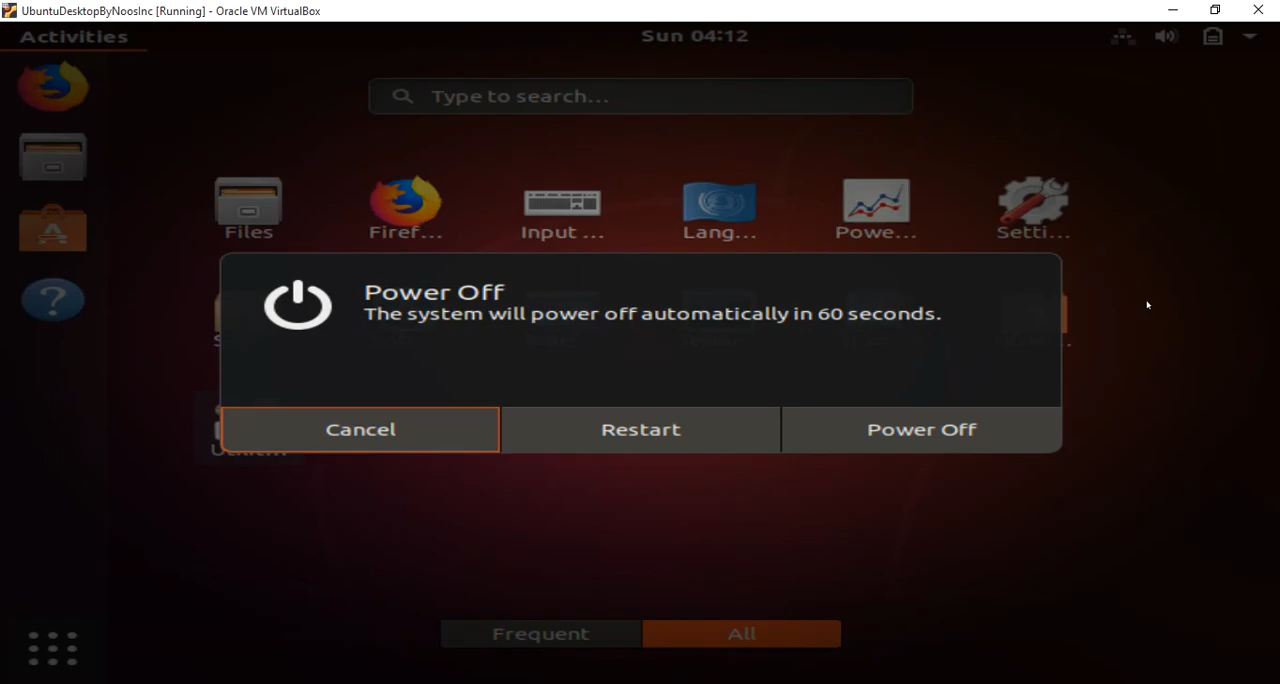 UbuntuDesktopByNoosInc [Running] - Oracle VM VirtualBox
Activities
Sun 04:12
Type to search...
Files
Firef...
Input ...
Lang...
Powe...
Setti...
Power Off
The system will power off automatically in 60 seconds.
Cancel
Restart
Power Off
Frequent
All